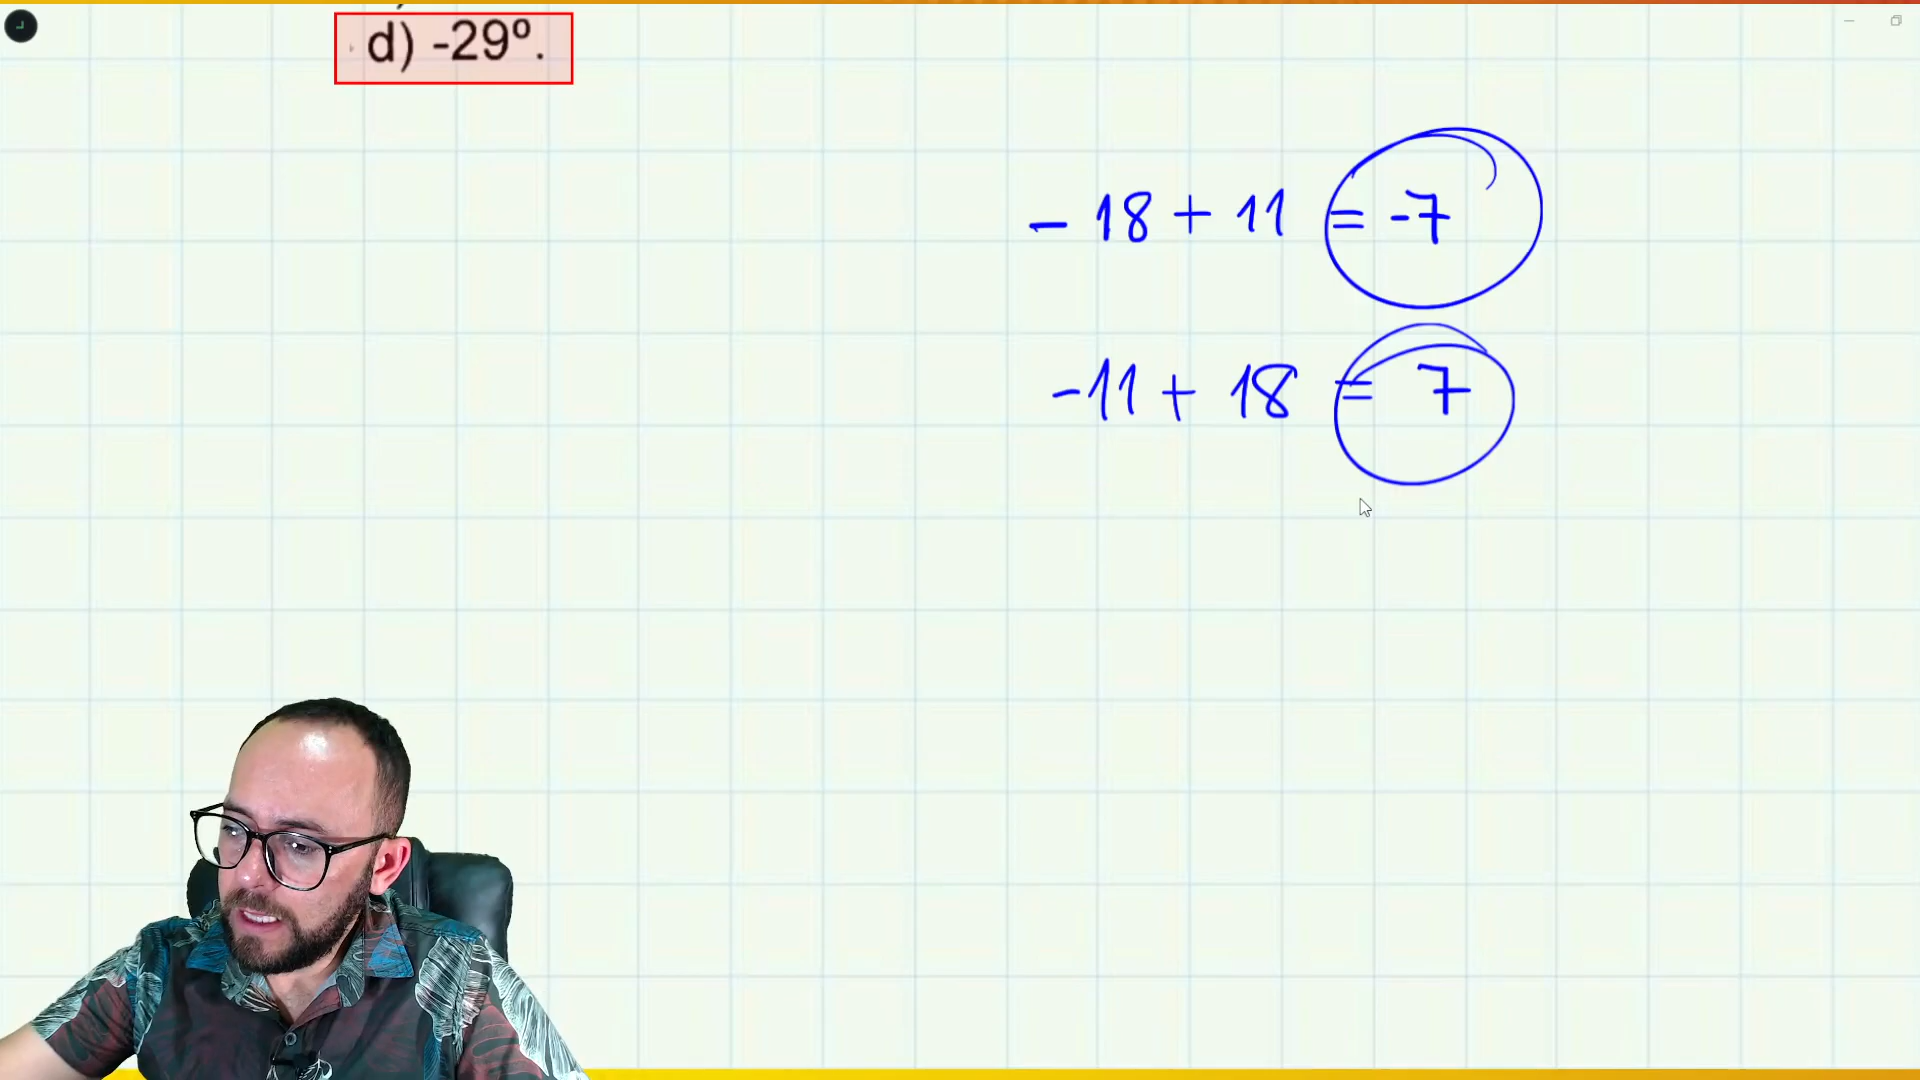 d) -29º.
- 18 + 11 = -7
-11 + 18 = 7